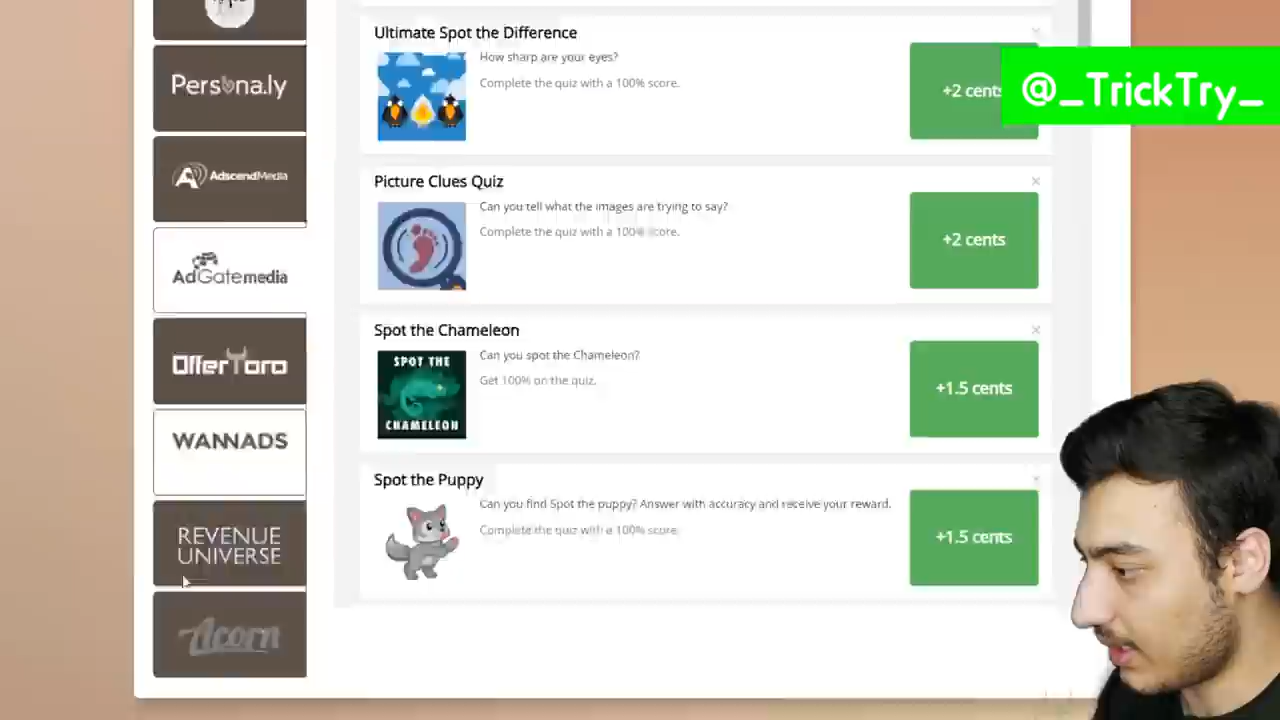 Persona.ly
AdscendMedia
AdGatemedia
OfferToro
WANNADS
REVENUE
UNIVERSE
Acorn
Ultimate Spot the Difference
How sharp are your eyes?
Complete the quiz with a 100% score.
+2 cents
@_TrickTry_
Picture Clues Quiz
Can you tell what the images are trying to say?
Complete the quiz with a 100% score.
+2 cents
Spot the Chameleon
SPOT THE
CHAMELEON
Can you spot the Chameleon?
Get 100% on the quiz.
+1.5 cents
Spot the Puppy
Can you find Spot the puppy? Answer with accuracy and receive your reward.
Complete the quiz with a 100% score.
+1.5 cents